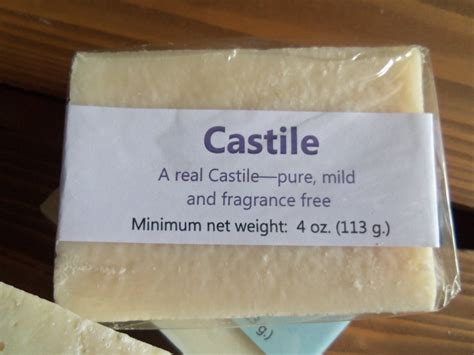 Castile
A real Castile—pure, mild
and fragrance free
Minimum net weight:  4 oz. (113 g.)
g.)